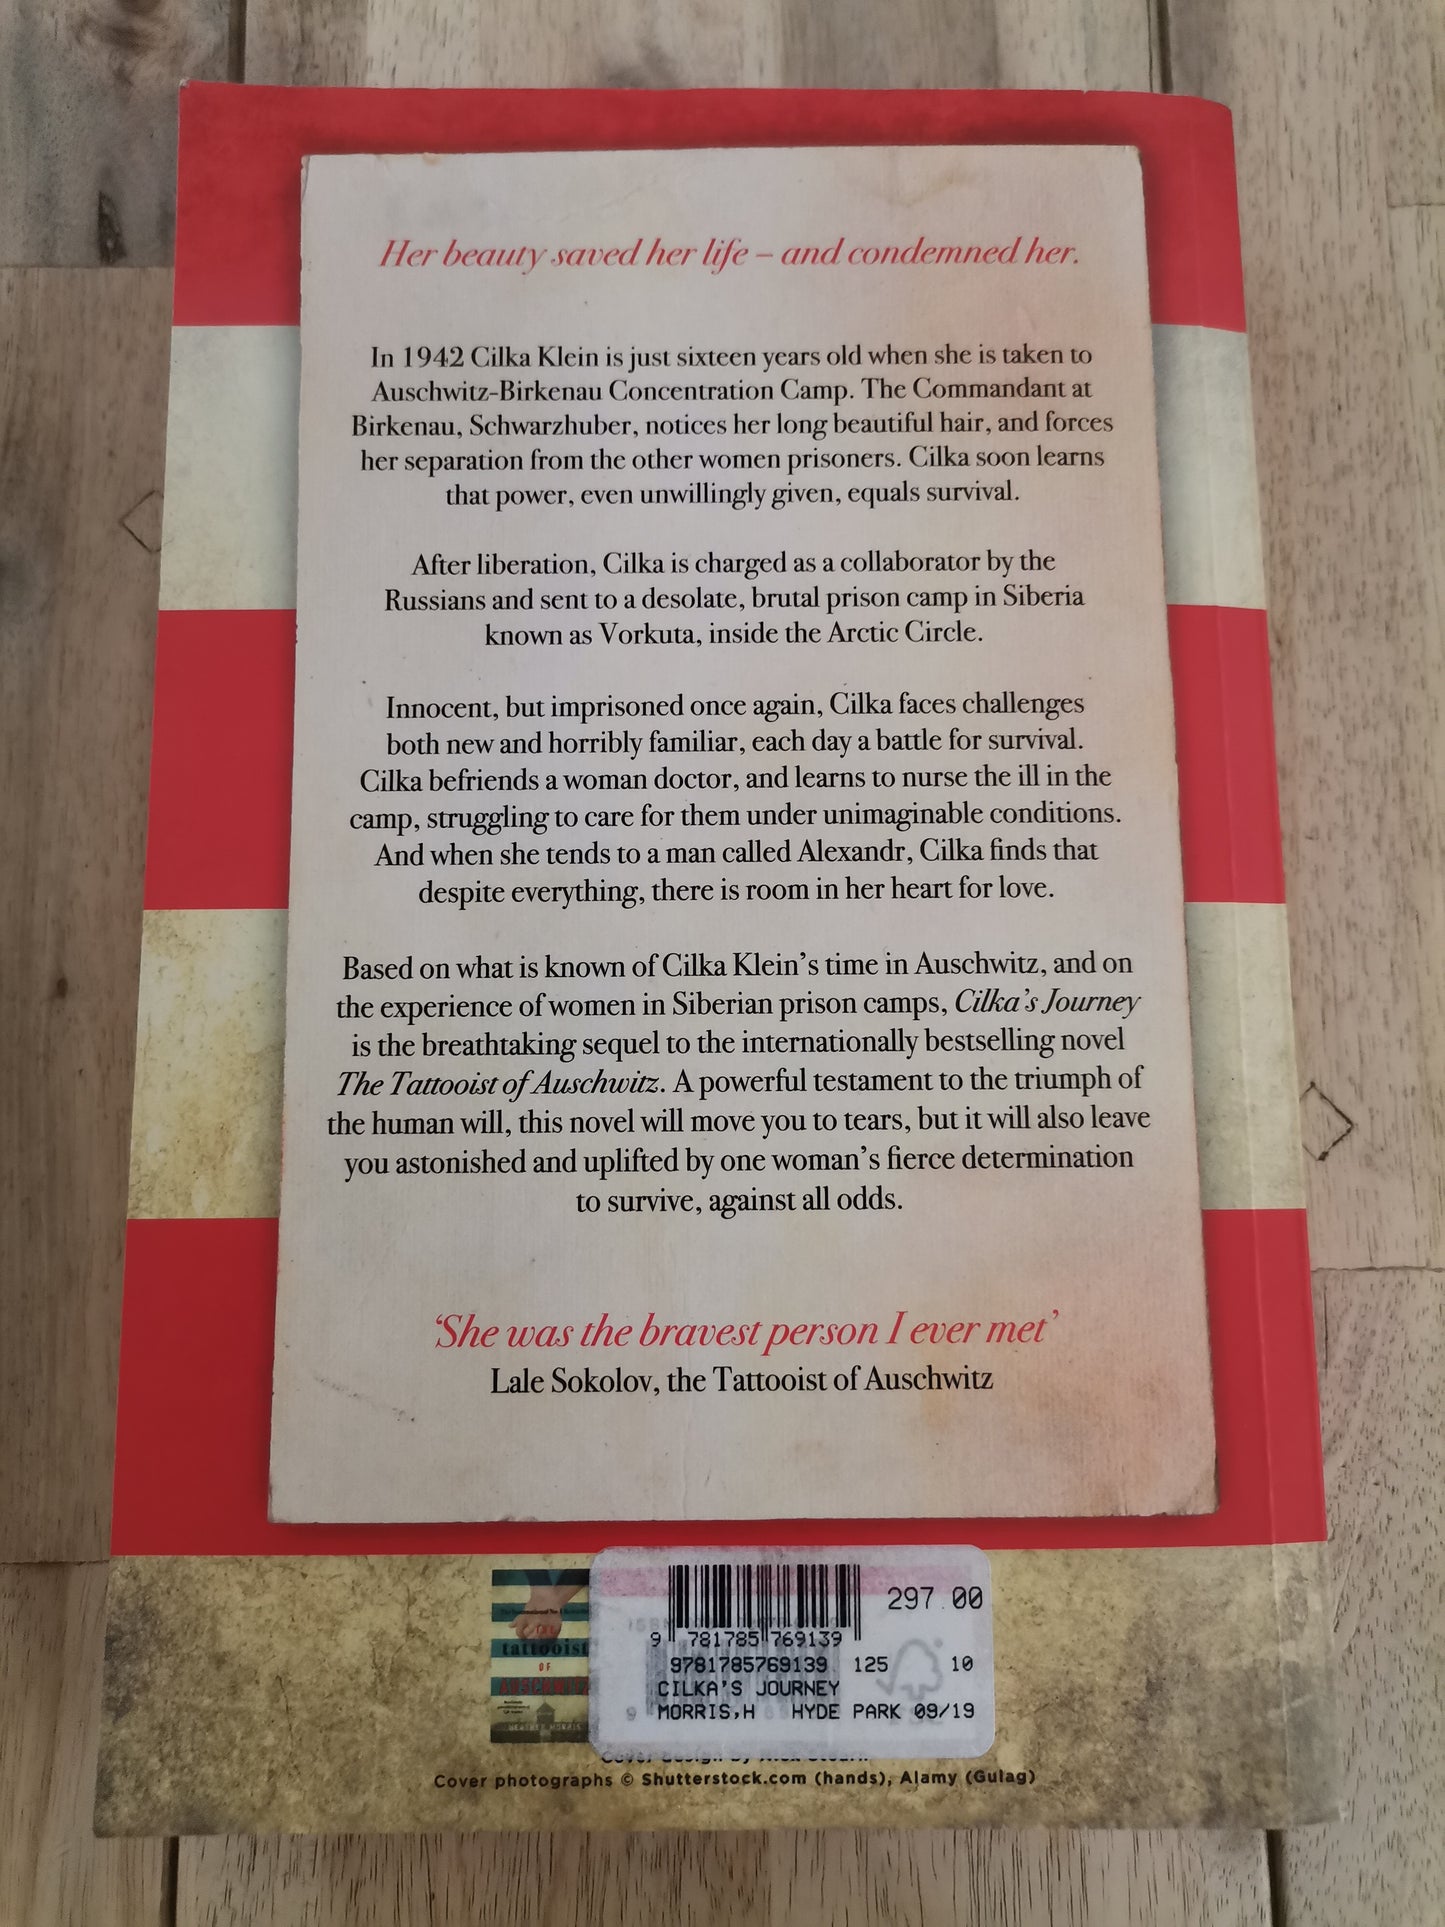 Her beauty saved her life – and condemned her.
In 1942 Cilka Klein is just sixteen years old when she is taken to
Auschwitz-Birkenau Concentration Camp. The Commandant at
Birkenau, Schwarzhuber, notices her long beautiful hair, and forces
her separation from the other women prisoners. Cilka soon learns
that power, even unwillingly given, equals survival.
After liberation, Cilka is charged as a collaborator by the
Russians and sent to a desolate, brutal prison camp in Siberia
known as Vorkuta, inside the Arctic Circle.
Innocent, but imprisoned once again, Cilka faces challenges
both new and horribly familiar, each day a battle for survival.
Cilka befriends a woman doctor, and learns to nurse the ill in the
camp, struggling to care for them under unimaginable conditions.
And when she tends to a man called Alexandr, Cilka finds that
despite everything, there is room in her heart for love.
Based on what is known of Cilka Klein's time in Auschwitz, and on
the experience of women in Siberian prison camps, Cilka's Journey
is the breathtaking sequel to the internationally bestselling novel
The Tattooist of Auschwitz. A powerful testament to the triumph of
the human will, this novel will move you to tears, but it will also leave
you astonished and uplifted by one woman's fierce determination
to survive, against all odds.
'She was the bravest person I ever met'
Lale Sokolov, the Tattooist of Auschwitz
tattooist
OF
AUSCHWITZ
HEATHER MORRIS
297.00
9 781785 769139
9781785769139 125 10
CILKA'S JOURNEY
MORRIS,H HYDE PARK 09/19
Cover photographs © Shutterstock.com (hands), Alamy (Gulag)